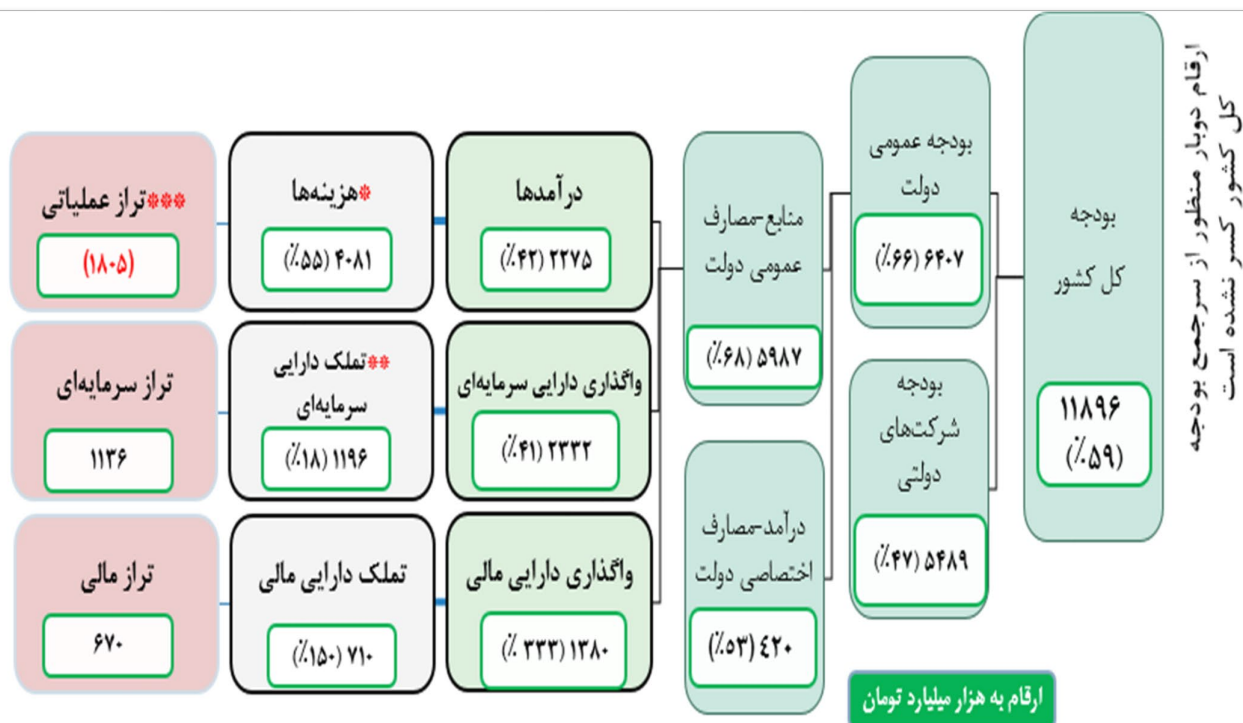 ارقام دوبار منظور از سرجمع بودجه
کل کشور کسر نشده است
بودجه
کل کشور
۱۱۸۹۶
(٪۵۹)
بودجه عمومی
دولت
۶۴۰۷ (٪۶۶)
بودجه
شرکت‌های
دولتی
۵۴۸۹ (٪۴۷)
منابع-مصارف
عمومی دولت
۵۹۸۷ (٪۶۸)
درآمد-مصارف
اختصاصی دولت
٤٢٠ (٥٣٪)
درآمدها
۲۲۷۵ (٪۴۲)
واگذاری دارایی سرمایه‌ای
۲۳۳۲ (٪۴۱)
واگذاری دارایی مالی
۱۳۸۰ (۳۳۳ ٪)
*هزینه‌ها
۴۰۸۱ (٪۵۵)
**تملک دارایی
سرمایه‌ای
۱۱۹۶ (٪۱۸)
تملک دارایی مالی
۷۱۰ (٪۱۵۰)
***تراز عملیاتی
(۱۸۰۵)
تراز سرمایه‌ای
۱۱۳۶
تراز مالی
۶۷۰
ارقام به هزار میلیارد تومان